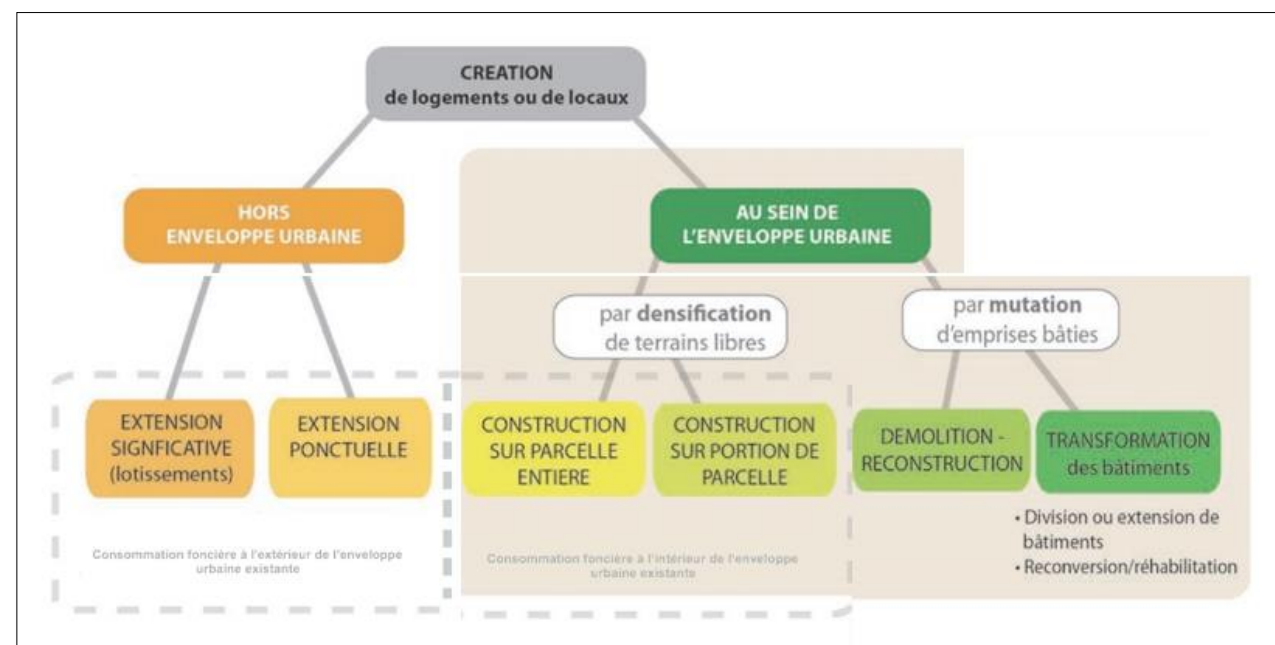 CREATION
de logements ou de locaux
HORS
ENVELOPPE URBAINE
AU SEIN DE
L'ENVELOPPE URBAINE
par densification
de terrains libres
par mutation
d'emprises bâties
EXTENSION
SIGNFICATIVE
(lotissements)
EXTENSION
PONCTUELLE
CONSTRUCTION
SUR PARCELLE
ENTIERE
CONSTRUCTION
SUR PORTION DE
PARCELLE
DEMOLITION -
RECONSTRUCTION
TRANSFORMATION
des bâtiments
• Division ou extension de
bâtiments
• Reconversion/réhabilitation
Consommation foncière à l'extérieur de l'enveloppe
urbaine existante
Consommation foncière à l'intérieur de l'enveloppe
urbaine existante